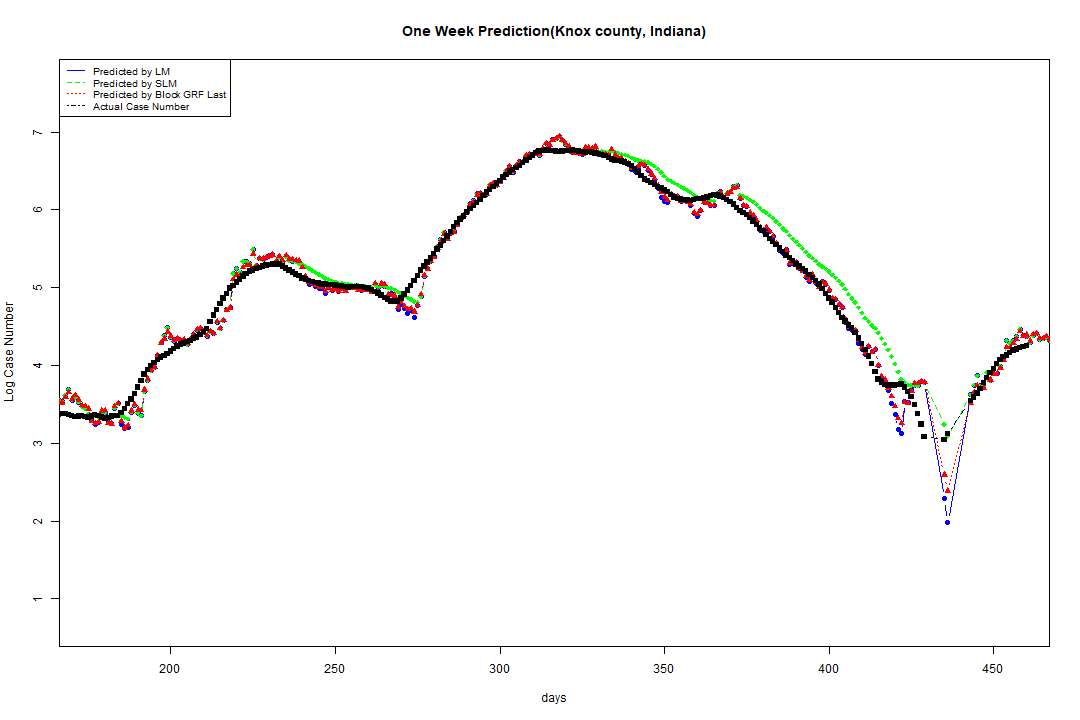 One Week Prediction(Knox county, Indiana)
Predicted by LM
Predicted by SLM
Predicted by Block GRF Last
Actual Case Number
7
6
5
4
3
2
1
Log Case Number
200 250 300 350 400 450
days